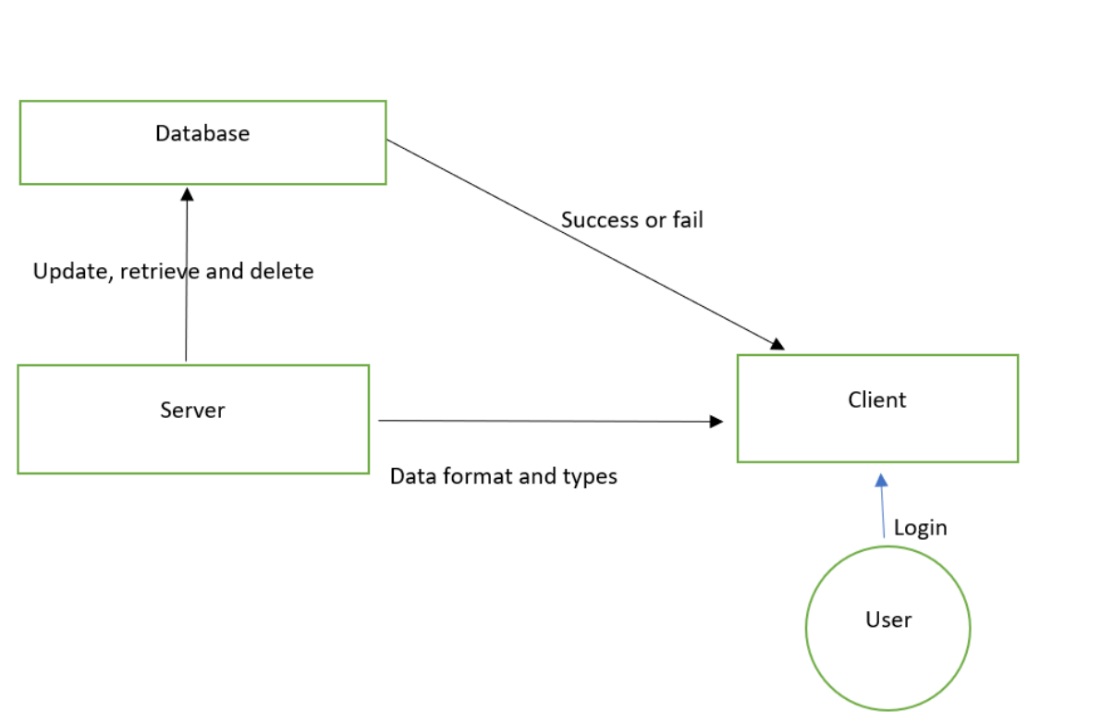 Database
Success or fail
Update, retrieve and delete
Server
Client
Data format and types
Login
User